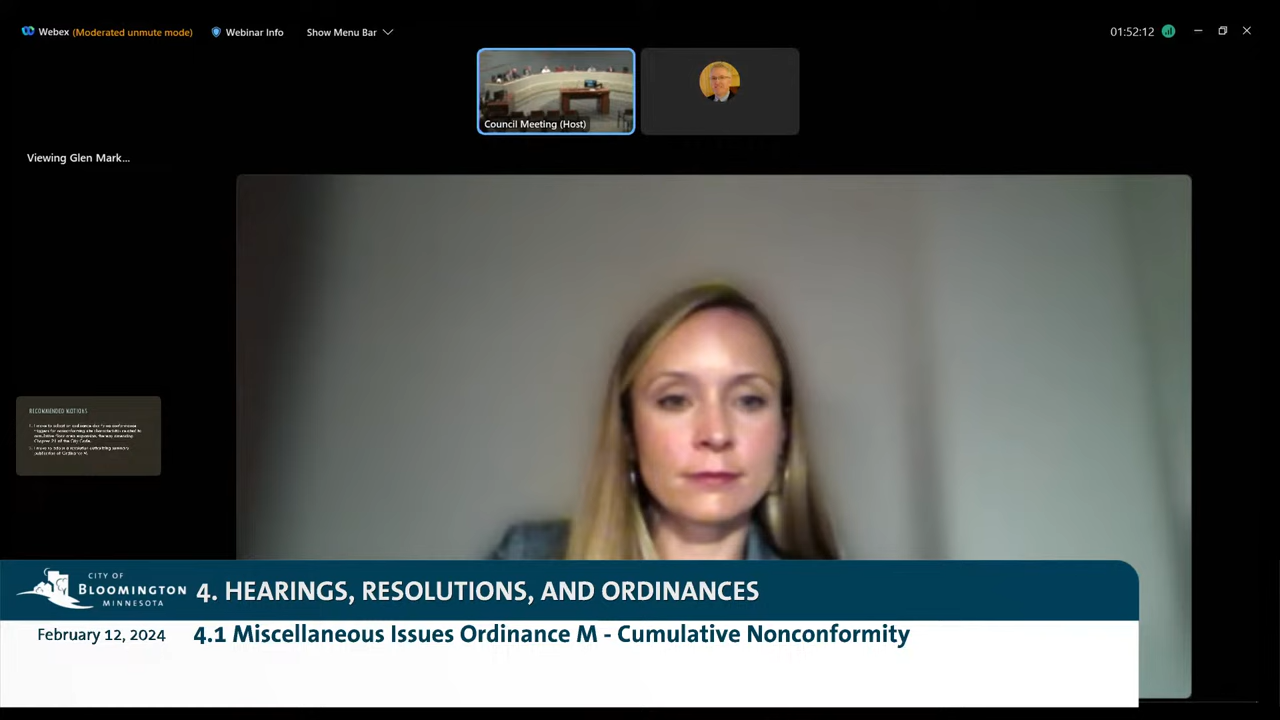 Webex (Moderated unmute mode) Webinar Info Show Menu Bar 01:52:12
Council Meeting (Host)
Viewing Glen Mark...
RECOMMENDED MOTIONS
CITY OF
BLOOMINGTON
MINNESOTA
4. HEARINGS, RESOLUTIONS, AND ORDINANCES
February 12, 2024
4.1 Miscellaneous Issues Ordinance M - Cumulative Nonconformity